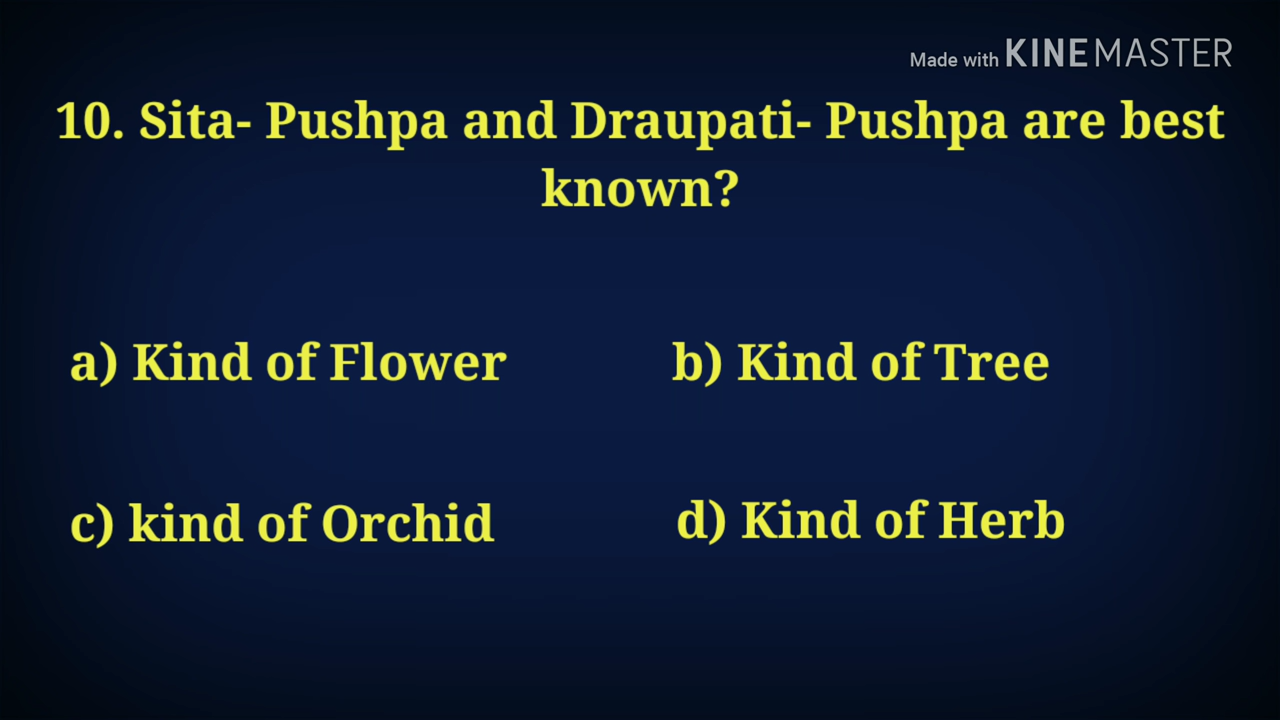 Made with KINEMASTER
10. Sita- Pushpa and Draupati- Pushpa are best
known?
a) Kind of Flower
b) Kind of Tree
c) kind of Orchid
d) Kind of Herb